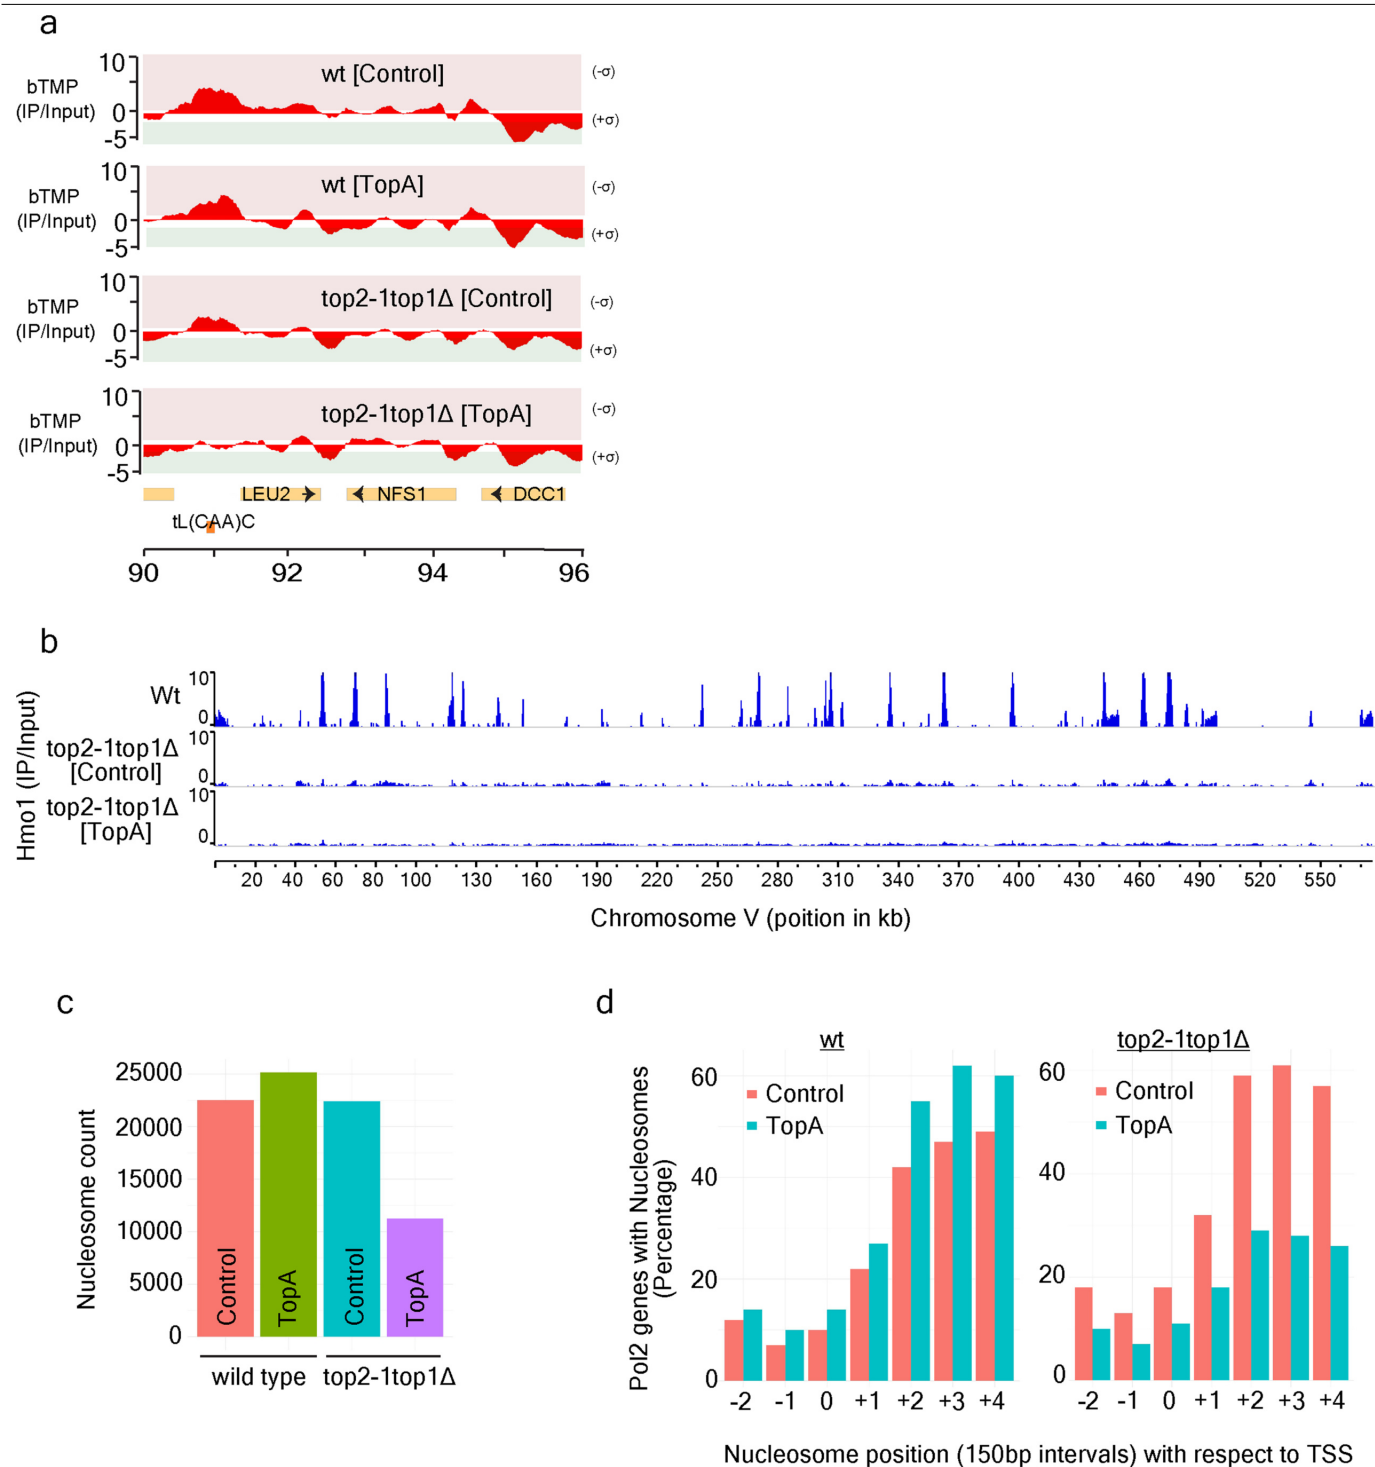 a
10
bTMP
(IP/Input)
0
-5
wt [Control]
(-σ)
(+σ)
10
bTMP
(IP/Input)
0
-5
wt [TopA]
(-σ)
(+σ)
10
bTMP
(IP/Input)
0
-5
top2-1top1Δ [Control]
(-σ)
(+σ)
10
bTMP
(IP/Input)
0
-5
top2-1top1Δ [TopA]
(-σ)
(+σ)
LEU2 NFS1 DCC1
tL(CAA)C
90 92 94 96
b
Hmo1 (IP/Input)
Wt
10
0
top2-1top1Δ
[Control]
10
0
top2-1top1Δ
[TopA]
10
0
20 40 60 80 100 130 160 190 220 250 280 310 340 370 400 430 460 490 520 550
Chromosome V (poition in kb)
c
Nucleosome count
25000
20000
15000
10000
5000
0
Control
TopA
Control
TopA
wild type top2-1top1Δ
d
Pol2 genes with Nucleosomes
(Percentage)
wt
60
40
20
0
Control
TopA
-2 -1 0 +1 +2 +3 +4
top2-1top1Δ
60
40
20
0
Control
TopA
-2 -1 0 +1 +2 +3 +4
Nucleosome position (150bp intervals) with respect to TSS